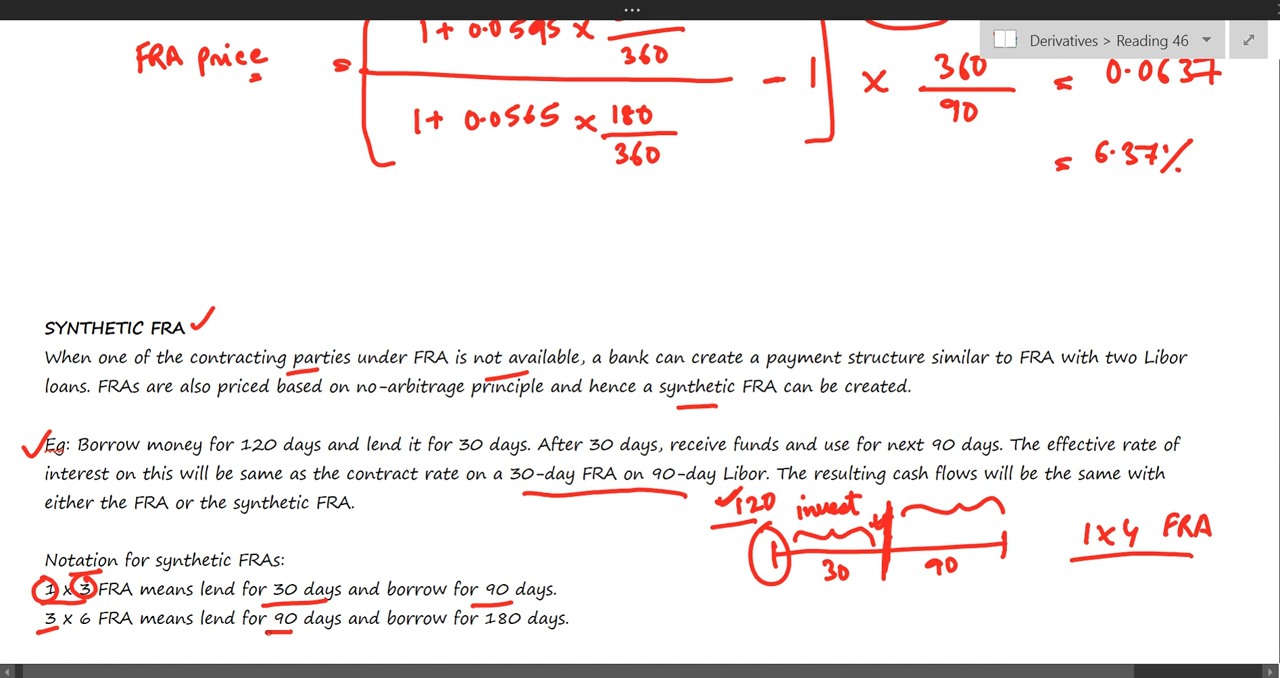 Derivatives > Reading 46
FRA price = [ 1 + 0.0595 × 360 / 1 + 0.0565 × 180/360 - 1 ] × 360/90 = 0.0637
= 6.37%
SYNTHETIC FRA
When one of the contracting parties under FRA is not available, a bank can create a payment structure similar to FRA with two Libor
loans. FRAs are also priced based on no-arbitrage principle and hence a synthetic FRA can be created.
Eg: Borrow money for 120 days and lend it for 30 days. After 30 days, receive funds and use for next 90 days. The effective rate of
interest on this will be same as the contract rate on a 30-day FRA on 90-day Libor. The resulting cash flows will be the same with
either the FRA or the synthetic FRA.
120 invest
30 90
1x4 FRA
Notation for synthetic FRAs:
1 x 3 FRA means lend for 30 days and borrow for 90 days.
3 x 6 FRA means lend for 90 days and borrow for 180 days.